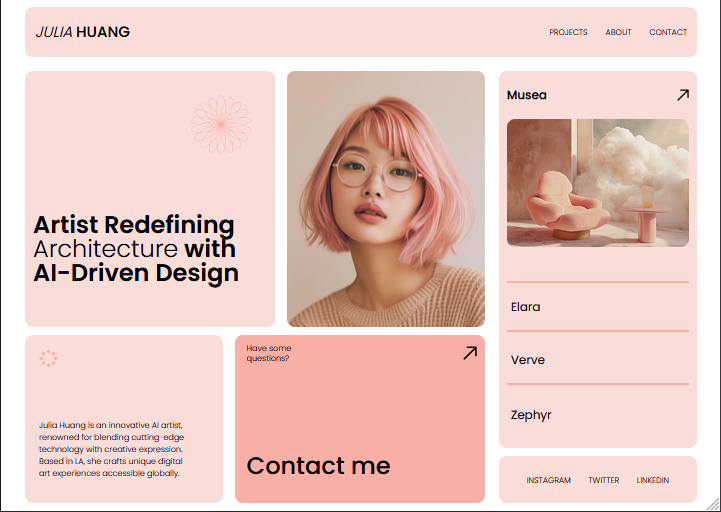 JULIA HUANG
PROJECTS ABOUT CONTACT
Artist Redefining
Architecture with
AI-Driven Design
Musea
Elara
Verve
Zephyr
Julia Huang is an innovative AI artist,
renowned for blending cutting-edge
technology with creative expression.
Based in LA, she crafts unique digital
art experiences accessible globally.
Have some
questions?
Contact me
INSTAGRAM TWITTER LINKEDIN